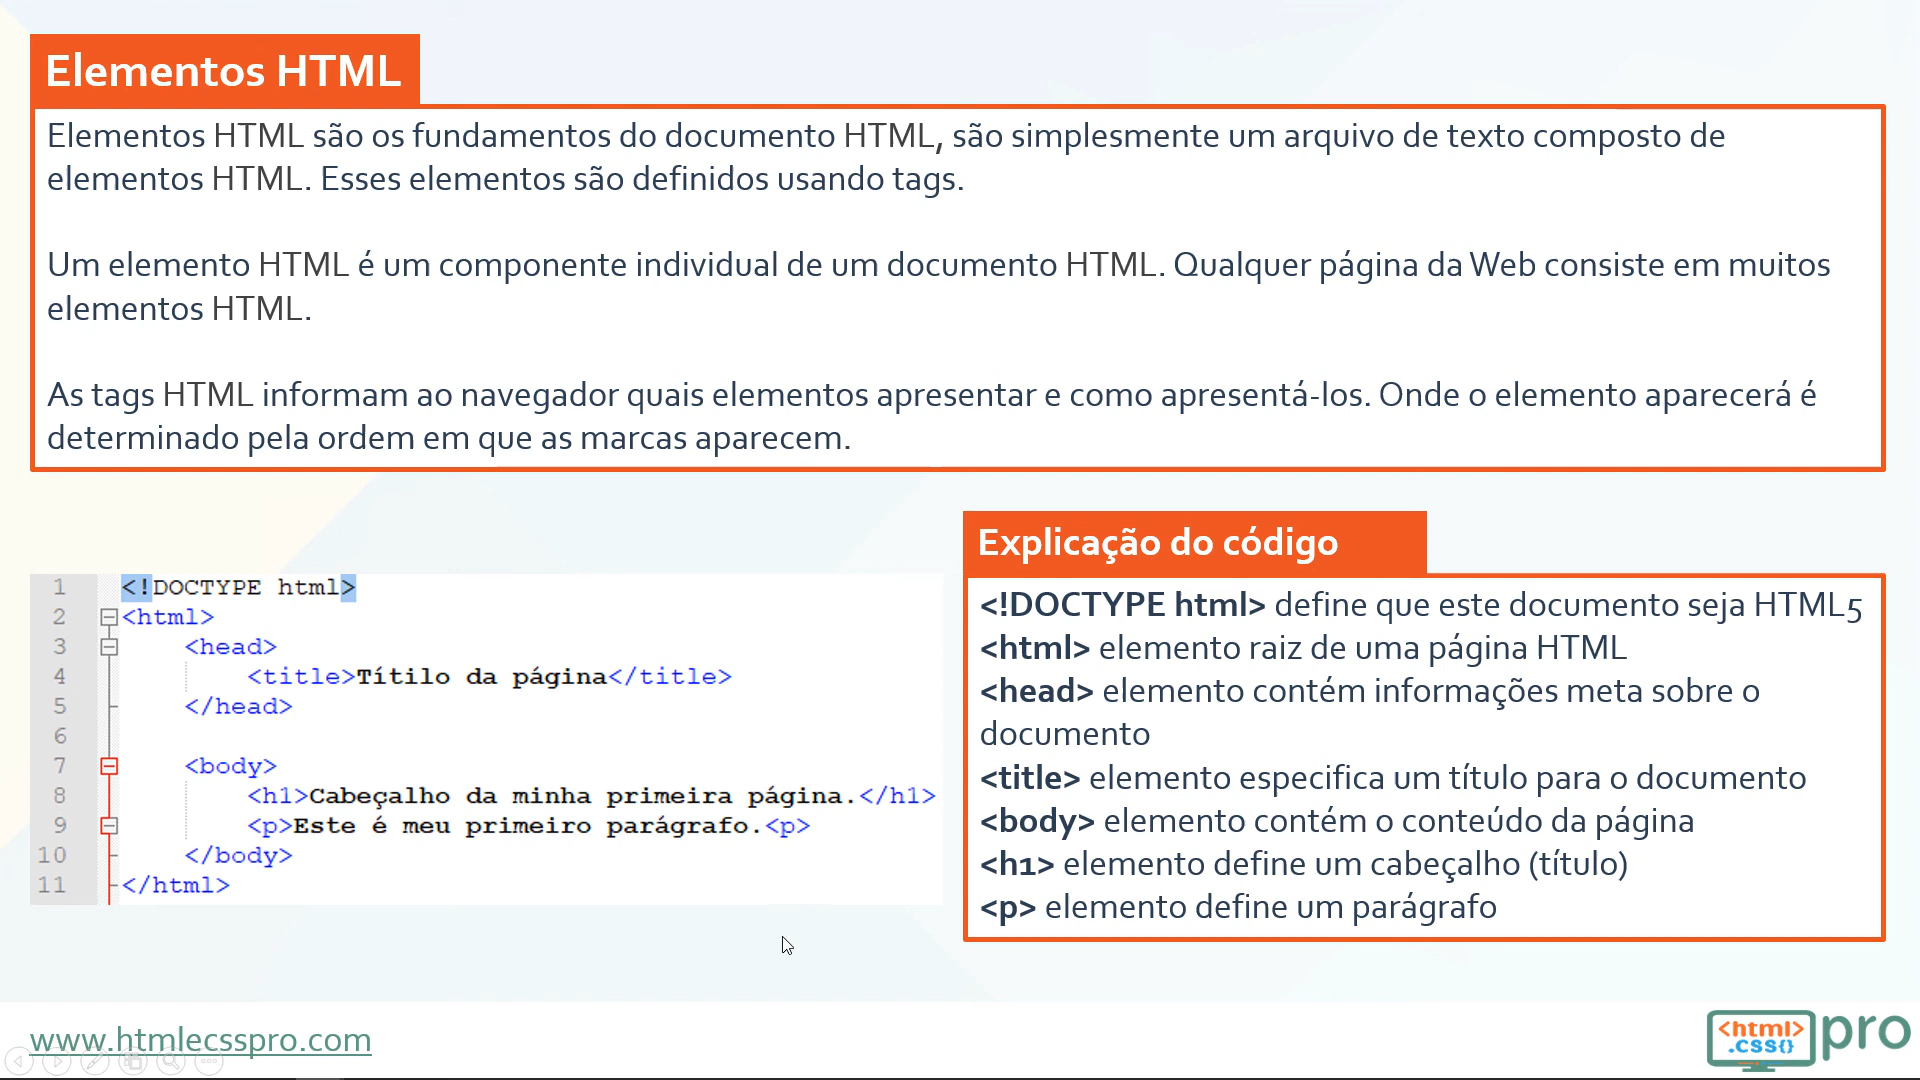 Elementos HTML
Elementos HTML são os fundamentos do documento HTML, são simplesmente um arquivo de texto composto de
elementos HTML. Esses elementos são definidos usando tags.
Um elemento HTML é um componente individual de um documento HTML. Qualquer página da Web consiste em muitos
elementos HTML.
As tags HTML informam ao navegador quais elementos apresentar e como apresentá-los. Onde o elemento aparecerá é
determinado pela ordem em que as marcas aparecem.
1 <!DOCTYPE html>
2 <html>
3 <head>
4 <title>Títilo da página</title>
5 </head>
6
7 <body>
8 <h1>Cabeçalho da minha primeira página.</h1>
9 <p>Este é meu primeiro parágrafo.<p>
10 </body>
11 </html>
Explicação do código
<!DOCTYPE html> define que este documento seja HTML5
<html> elemento raiz de uma página HTML
<head> elemento contém informações meta sobre o
documento
<title> elemento especifica um título para o documento
<body> elemento contém o conteúdo da página
<h1> elemento define um cabeçalho (título)
<p> elemento define um parágrafo
www.htmlecsspro.com
<html>
.CSS{}
pro